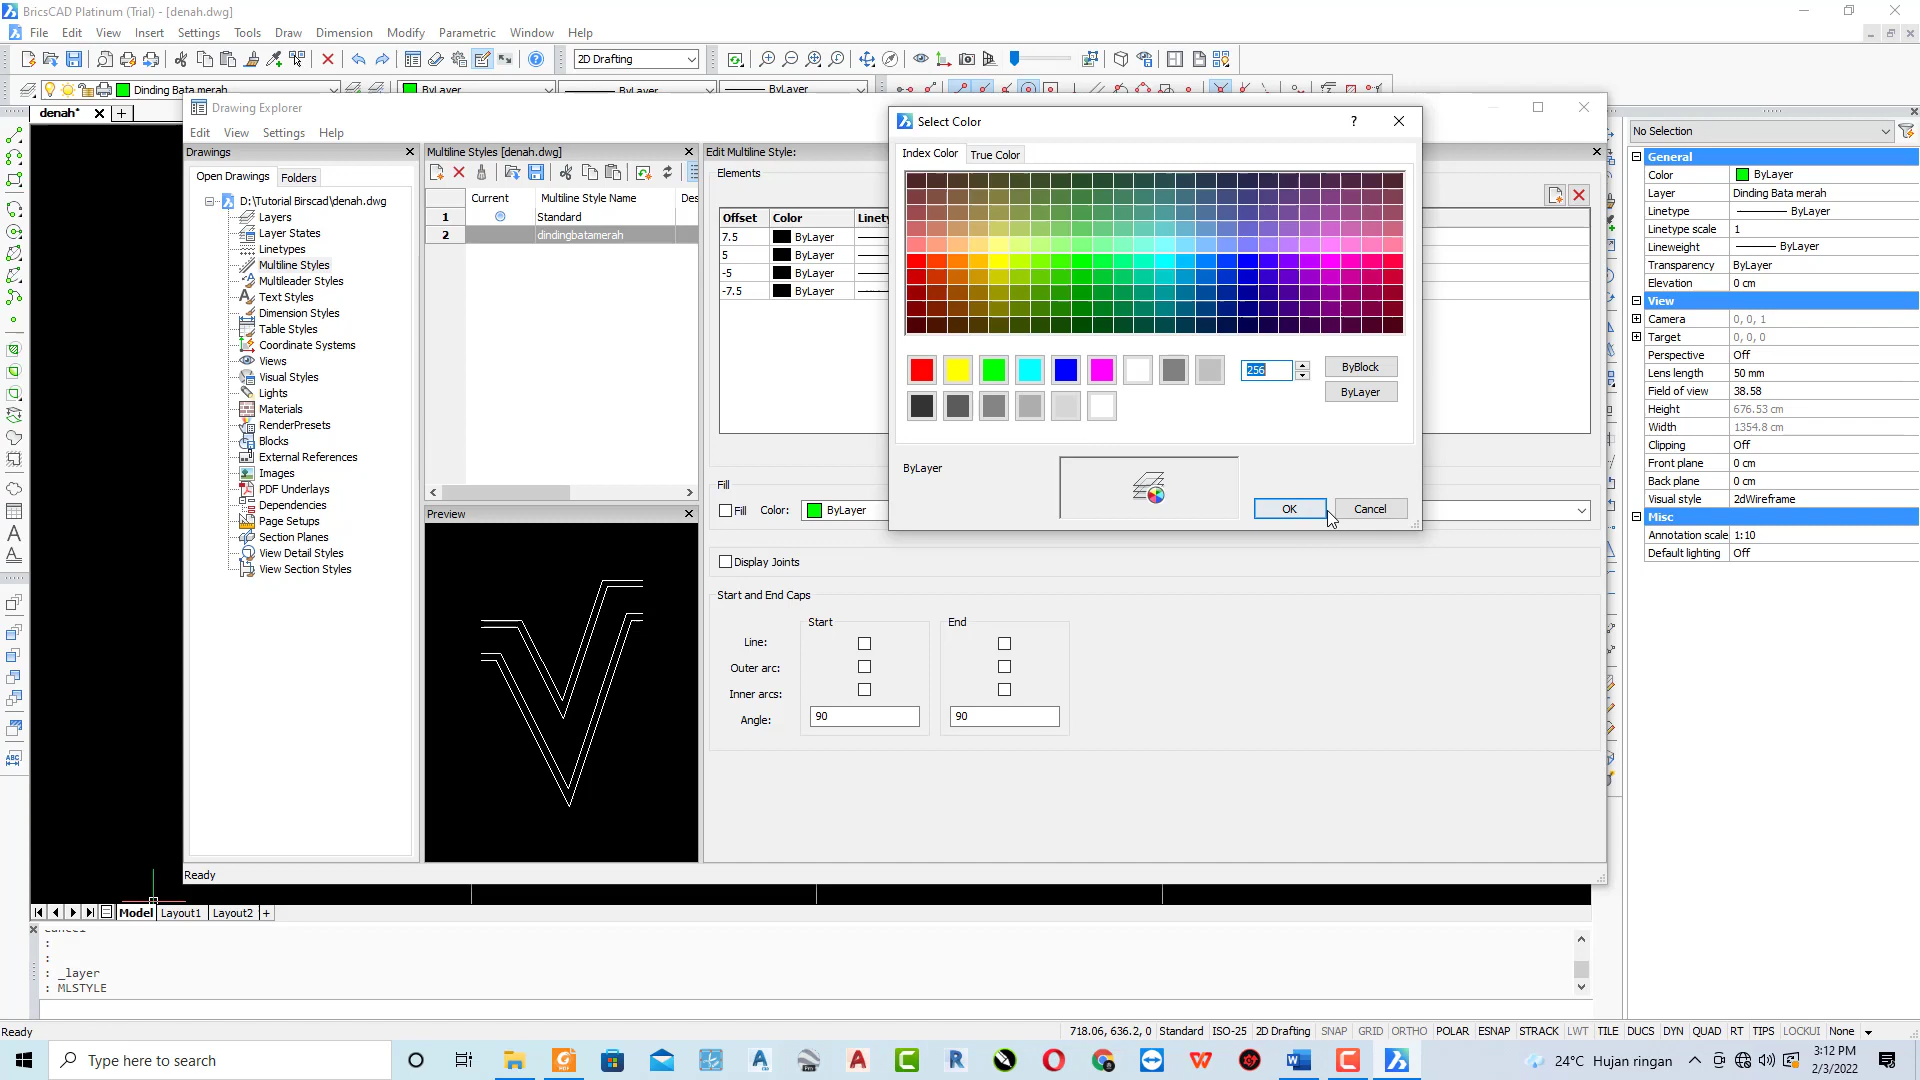 BricsCAD Platinum (Trial) - [denah.dwg]
File Edit View Insert Settings Tools Draw Dimension Modify Parametric Window Help
2D Drafting
Dinding Bata merah
ByLayer
ByLayer
ByLayer
denah*
Drawing Explorer
Edit View Settings Help
Drawings
Open Drawings
Folders
D:\Tutorial Birscad\denah.dwg
Layers
Layer States
Linetypes
Multiline Styles
Multileader Styles
Text Styles
Dimension Styles
Table Styles
Coordinate Systems
Views
Visual Styles
Lights
Materials
RenderPresets
Blocks
External References
Images
PDF Underlays
Dependencies
Page Setups
Section Planes
View Detail Styles
View Section Styles
Ready
Multiline Styles [denah.dwg]
Current Multiline Style Name Des
1 Standard
2 dindingbatamerah
Preview
Edit Multiline Style:
Elements
Offset Color Linety
7.5 ByLayer
5 ByLayer
-5 ByLayer
-7.5 ByLayer
Fill
Fill Color: ByLayer
Display Joints
Start and End Caps
Start End
Line:
Outer arc:
Inner arcs:
Angle: 90 90
Select Color
?
Index Color
True Color
256
ByBlock
ByLayer
ByLayer
OK
Cancel
No Selection
General
Color ByLayer
Layer Dinding Bata merah
Linetype ByLayer
Linetype scale 1
Lineweight ByLayer
Transparency ByLayer
Elevation 0 cm
View
Camera 0, 0, 1
Target 0, 0, 0
Perspective Off
Lens length 50 mm
Field of view 38.58
Height 676.53 cm
Width 1354.8 cm
Clipping Off
Front plane 0 cm
Back plane 0 cm
Visual style 2dWireframe
Misc
Annotation scale 1:10
Default lighting Off
Model Layout1 Layout2 +
:
:
: _layer
: MLSTYLE
Ready
718.06, 636.2, 0 Standard ISO-25 2D Drafting SNAP GRID ORTHO POLAR ESNAP STRACK LWT TILE DUCS DYN QUAD RT TIPS LOCKUI None
Type here to search
24°C Hujan ringan
3:12 PM
2/3/2022